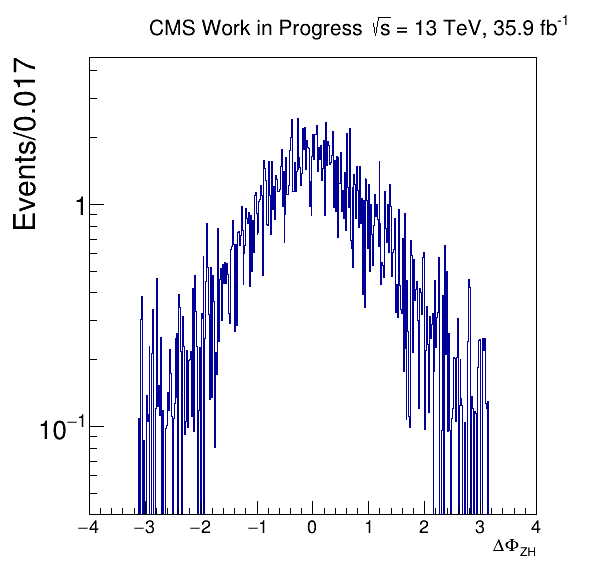 CMS Work in Progress √s = 13 TeV, 35.9 fb⁻¹
Events/0.017
1
10⁻¹
−4 −3 −2 −1 0 1 2 3 4
ΔΦ_ZH